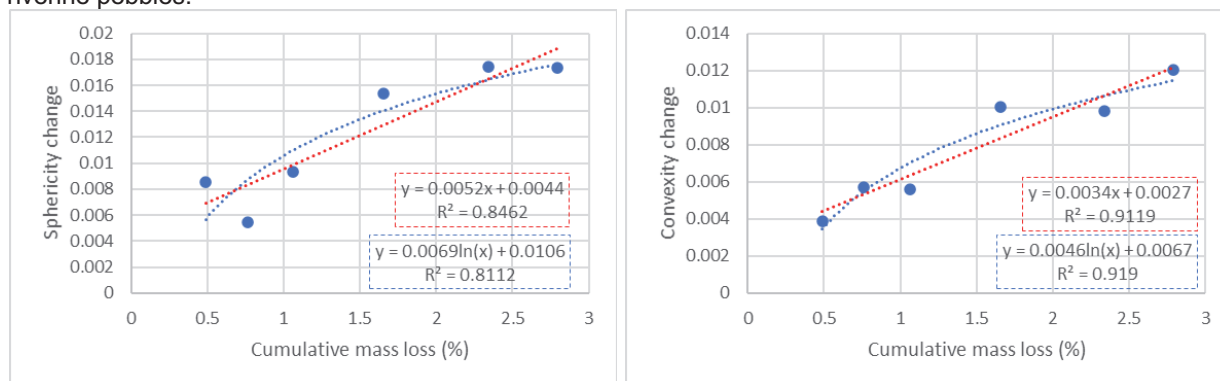 riverine pebbles.
0.02
0.018
0.016
0.014
0.012
0.01
0.008
0.006
0.004
0.002
0
Sphericity change
y = 0.0052x + 0.0044
R² = 0.8462
y = 0.0069ln(x) + 0.0106
R² = 0.8112
0 0.5 1 1.5 2 2.5 3
Cumulative mass loss (%)
0.014
0.012
0.01
0.008
0.006
0.004
0.002
0
Convexity change
y = 0.0034x + 0.0027
R² = 0.9119
y = 0.0046ln(x) + 0.0067
R² = 0.919
0 0.5 1 1.5 2 2.5 3
Cumulative mass loss (%)